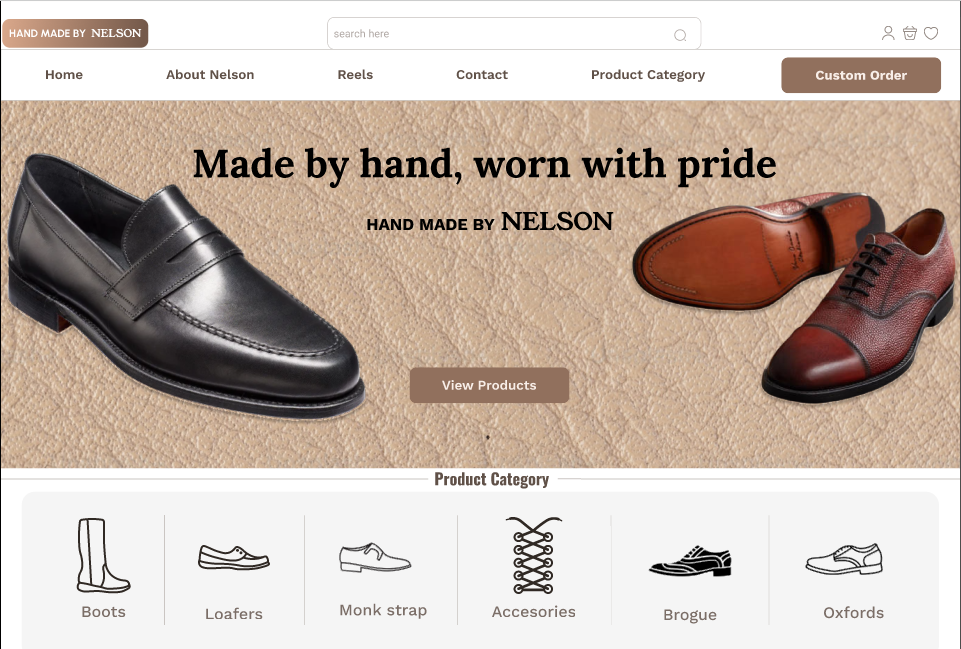 HAND MADE BY NELSON
search here
Home About Nelson Reels Contact Product Category Custom Order
Made by hand, worn with pride
HAND MADE BY NELSON
View Products
Product Category
Boots Loafers Monk strap Accesories Brogue Oxfords